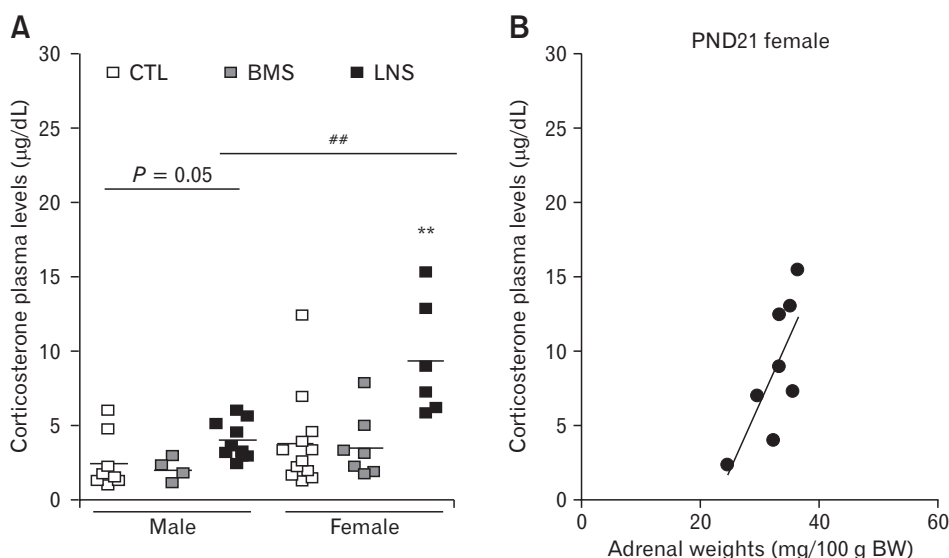 A
Corticosterone plasma levels (µg/dL)
30
25
20
15
10
5
0
CTL
BMS
LNS
##
P = 0.05
**
Male
Female
B
PND21 female
Corticosterone plasma levels (µg/dL)
30
25
20
15
10
5
0
0
20
40
60
Adrenal weights (mg/100 g BW)